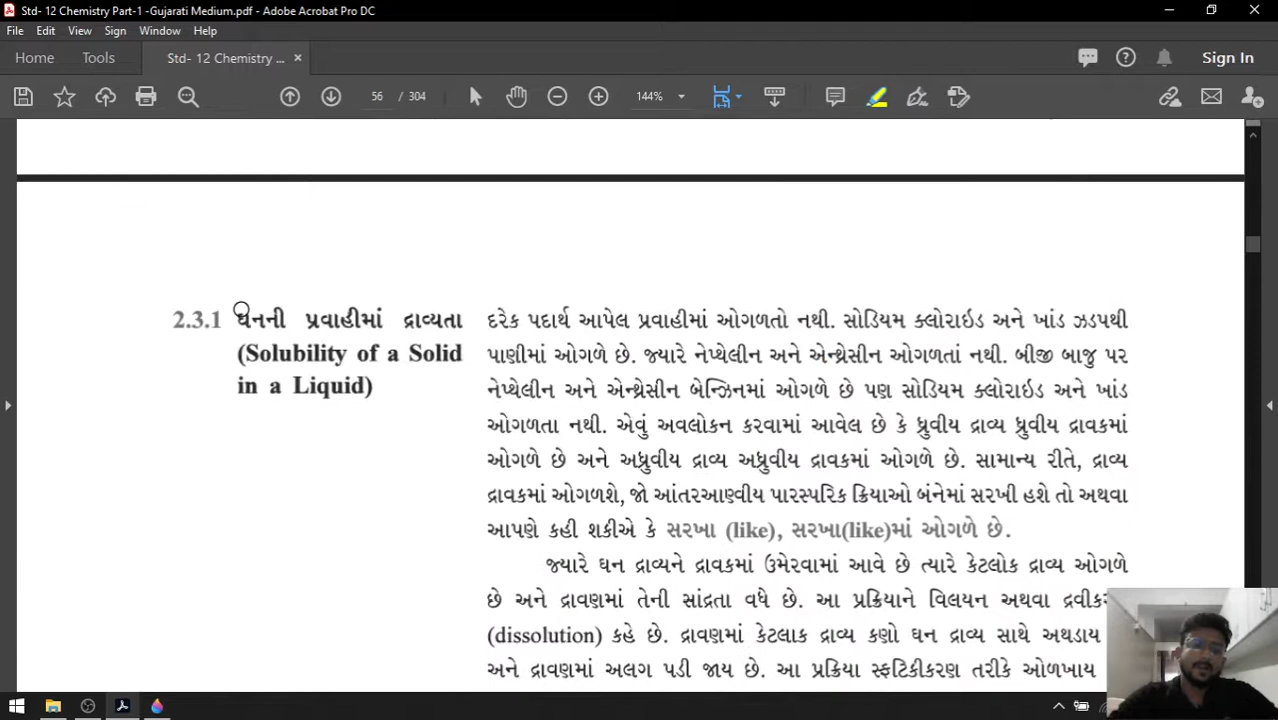 Std- 12 Chemistry Part-1 -Gujarati Medium.pdf - Adobe Acrobat Pro DC
File Edit View Sign Window Help
Home Tools Std- 12 Chemistry ... × Sign In
56 / 304 144%
2.3.1 ઘનની પ્રવાહીમાં દ્રાવ્યતા
(Solubility of a Solid
in a Liquid)
દરેક પદાર્થ આપેલ પ્રવાહીમાં ઓગળતો નથી. સોડિયમ ક્લોરાઇડ અને ખાંડ ઝડપથી
પાણીમાં ઓગળે છે. જ્યારે નેપ્થેલીન અને એન્થ્રેસીન ઓગળતાં નથી. બીજી બાજુ પર
નેપ્થેલીન અને એન્થ્રેસીન બેન્ઝિનમાં ઓગળે છે પણ સોડિયમ ક્લોરાઇડ અને ખાંડ
ઓગળતા નથી. એવું અવલોકન કરવામાં આવેલ છે કે ધ્રુવીય દ્રાવ્ય ધ્રુવીય દ્રાવકમાં
ઓગળે છે અને અધ્રુવીય દ્રાવ્ય અધ્રુવીય દ્રાવકમાં ઓગળે છે. સામાન્ય રીતે, દ્રાવ્ય
દ્રાવકમાં ઓગળશે, જો આંતરઆણ્વીય પારસ્પરિક ક્રિયાઓ બંનેમાં સરખી હશે તો અથવા
આપણે કહી શકીએ કે સરખા (like), સરખા(like)માં ઓગળે છે.
જ્યારે ઘન દ્રાવ્યને દ્રાવકમાં ઉમેરવામાં આવે છે ત્યારે કેટલોક દ્રાવ્ય ઓગળે
છે અને દ્રાવણમાં તેની સાંદ્રતા વધે છે. આ પ્રક્રિયાને વિલયન અથવા
(dissolution) કહે છે. દ્રાવણમાં કેટલાક દ્રાવ્ય કણો ઘન દ્રાવ્ય સાથે અથડાય
અને દ્રાવણમાં અલગ પડી જાય છે. આ પ્રક્રિયા સ્ફટિકીકરણ તરીકે ઓળખાય